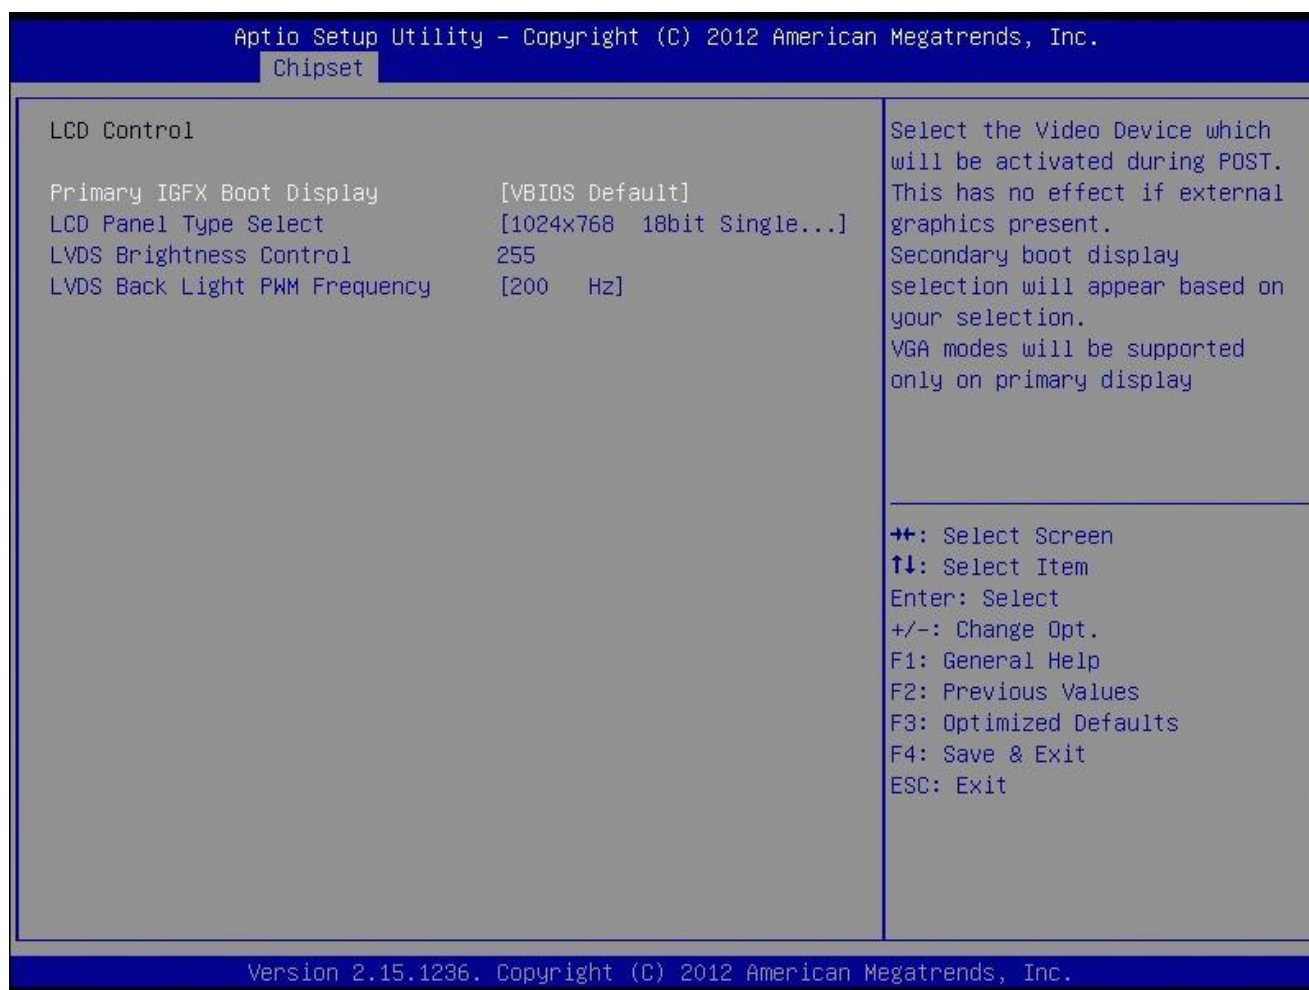 Aptio Setup Utility – Copyright (C) 2012 American Megatrends, Inc.
Chipset
LCD Control
Primary IGFX Boot Display [VBIOS Default]
LCD Panel Type Select [1024x768 18bit Single...]
LVDS Brightness Control 255
LVDS Back Light PWM Frequency [200 Hz]
Select the Video Device which
will be activated during POST.
This has no effect if external
graphics present.
Secondary boot display
selection will appear based on
your selection.
VGA modes will be supported
only on primary display
→←: Select Screen
↑↓: Select Item
Enter: Select
+/-: Change Opt.
F1: General Help
F2: Previous Values
F3: Optimized Defaults
F4: Save & Exit
ESC: Exit
Version 2.15.1236. Copyright (C) 2012 American Megatrends, Inc.